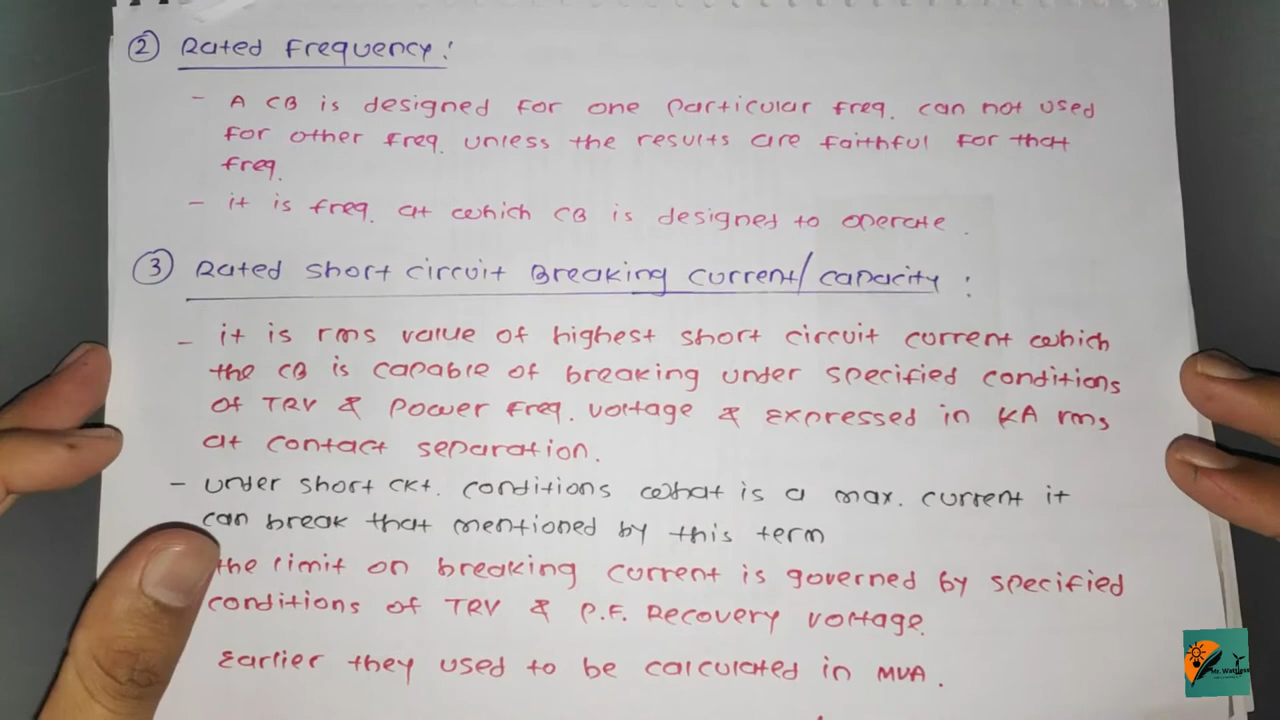 ② Rated Frequency:
- A CB is designed for one particular freq. can not used
for other freq. unless the results are faithful for that
freq.
- it is freq. at which CB is designed to operate.
③ Rated short circuit Breaking current/capacity:
- it is rms value of highest short circuit current which
the CB is capable of breaking under specified conditions
of TRV & Power freq. voltage & expressed in KA rms
at contact separation.
- under short ckt. conditions what is a max. current it
can break that mentioned by this term
the limit on breaking current is governed by specified
conditions of TRV & P.F. Recovery voltage.
Earlier they used to be calculated in MVA.
Mr. Wattless